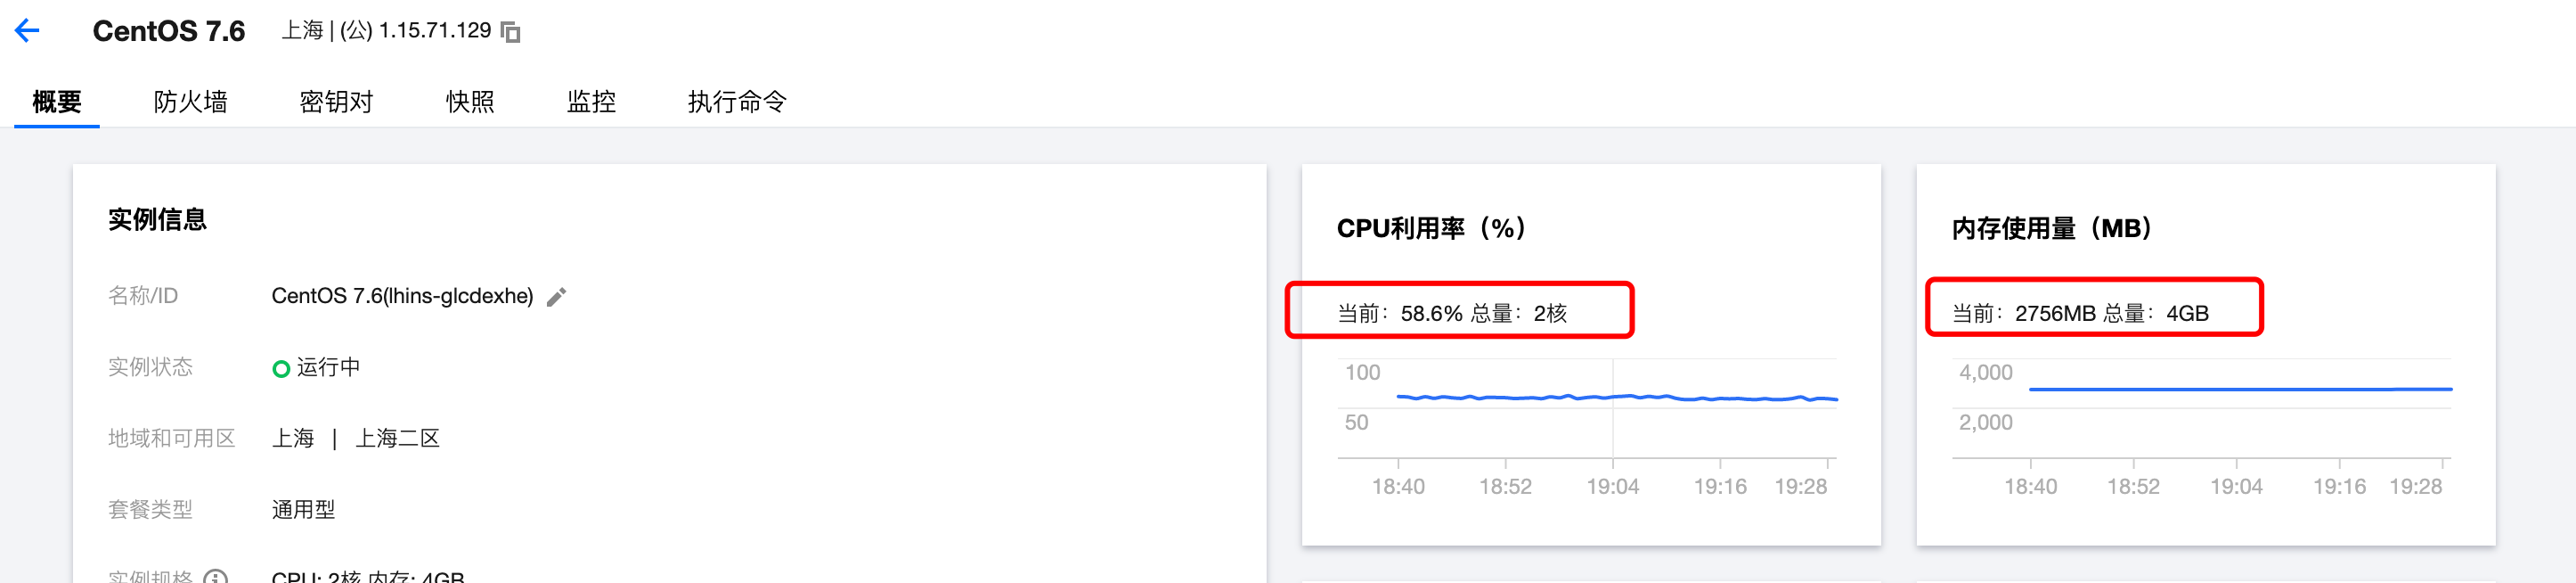 CentOS 7.6 上海 | (公) 1.15.71.129
概要 防火墙 密钥对 快照 监控 执行命令
实例信息
名称/ID CentOS 7.6(lhins-glcdexhe)
实例状态 运行中
地域和可用区 上海 | 上海二区
套餐类型 通用型
实例规格 CPU: 2核 内存: 4GB
CPU利用率（%）
当前：58.6% 总量：2核
100
50
18:40 18:52 19:04 19:16 19:28
内存使用量（MB）
当前：2756MB 总量：4GB
4,000
2,000
18:40 18:52 19:04 19:16 19:28